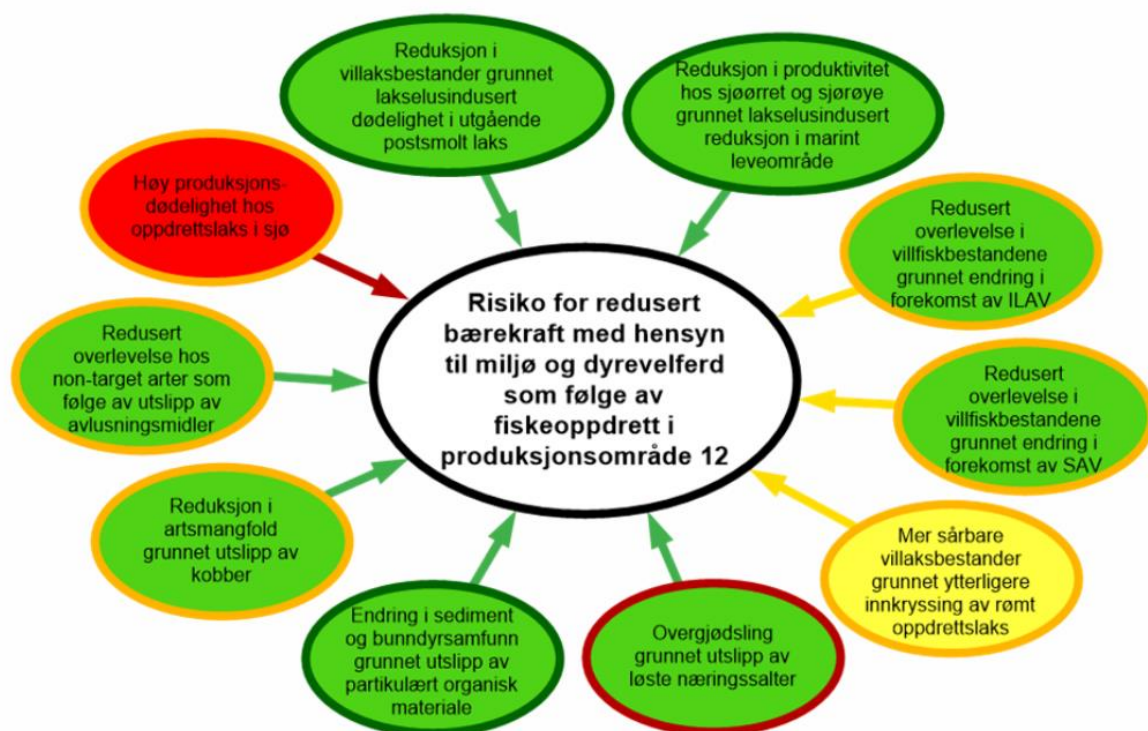 Reduksjon i
villaksbestander grunnet
lakselusindusert
dødelighet i utgående
postsmolt laks
Reduksjon i produktivitet
hos sjøørret og sjørøye
grunnet lakselusindusert
reduksjon i marint
leveområde
Høy produksjons-
dødelighet hos
oppdrettslaks i sjø
Redusert
overlevelse i
villfiskbestandene
grunnet endring i
forekomst av ILAV
Risiko for redusert
bærekraft med hensyn
til miljø og dyrevelferd
som følge av
fiskeoppdrett i
produksjonsområde 12
Redusert
overlevelse hos
non-target arter som
følge av utslipp av
avlusningsmidler
Redusert
overlevelse i
villfiskbestandene
grunnet endring i
forekomst av SAV
Reduksjon i
artsmangfold
grunnet utslipp av
kobber
Mer sårbare
villaksbestander
grunnet ytterligere
innkryssing av rømt
oppdrettslaks
Endring i sediment
og bunndyrsamfunn
grunnet utslipp av
partikulært organisk
materiale
Overgjødsling
grunnet utslipp av
løste næringssalter